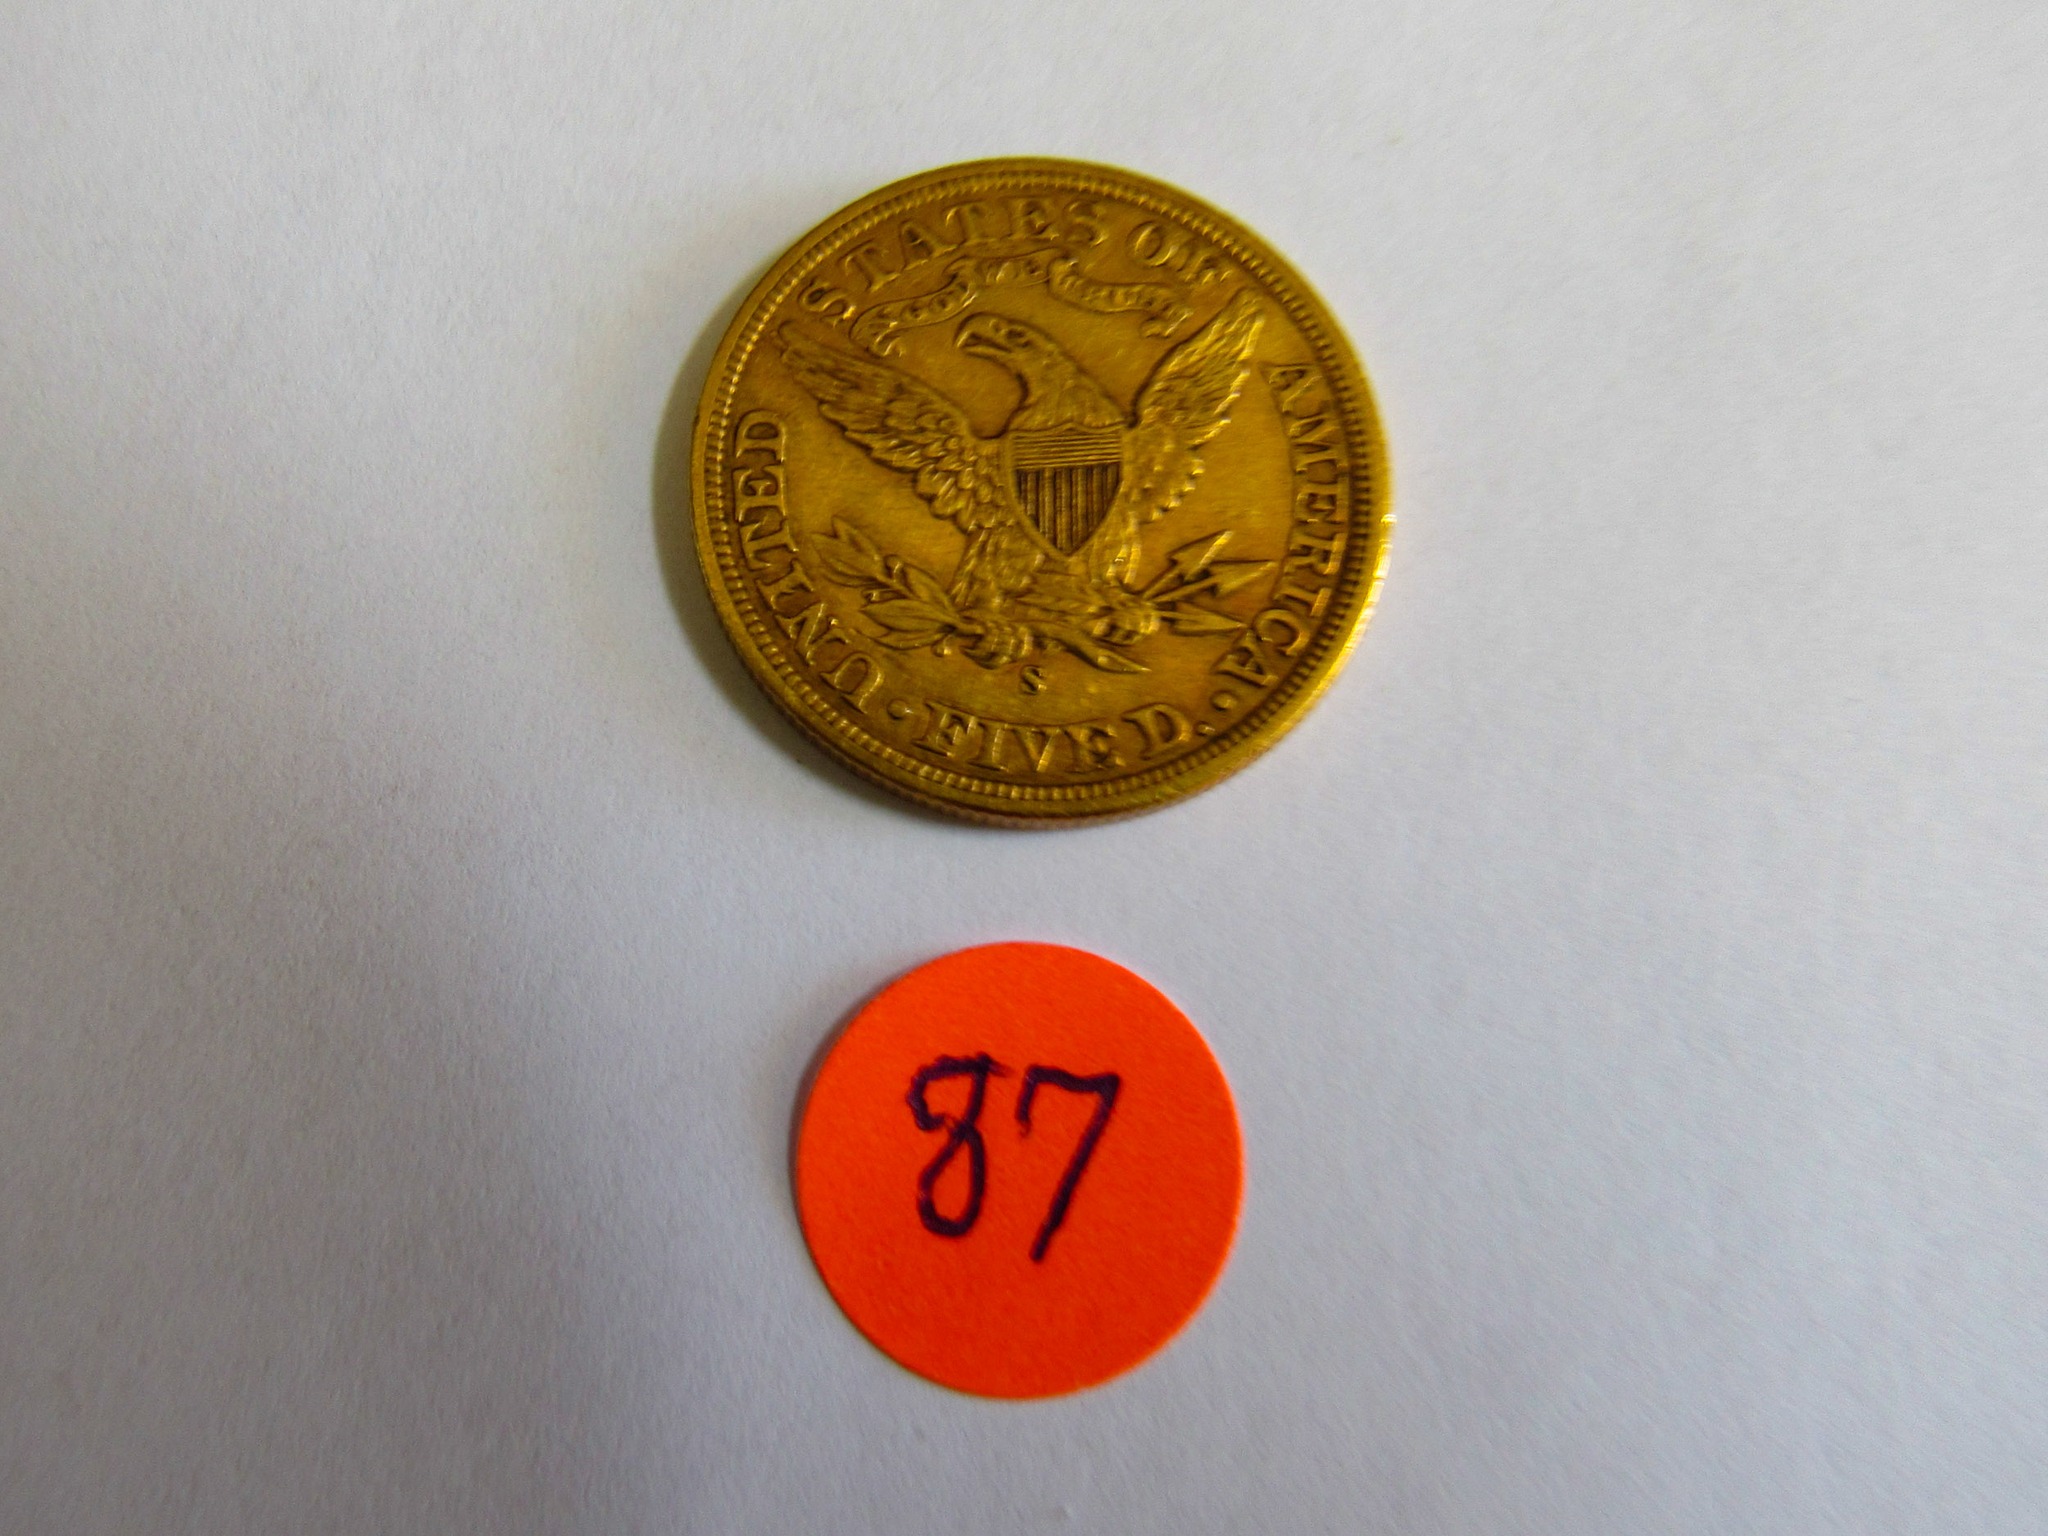 UNITED STATES OF AMERICA
IN GOD WE TRUST
S
• FIVE D. •
87